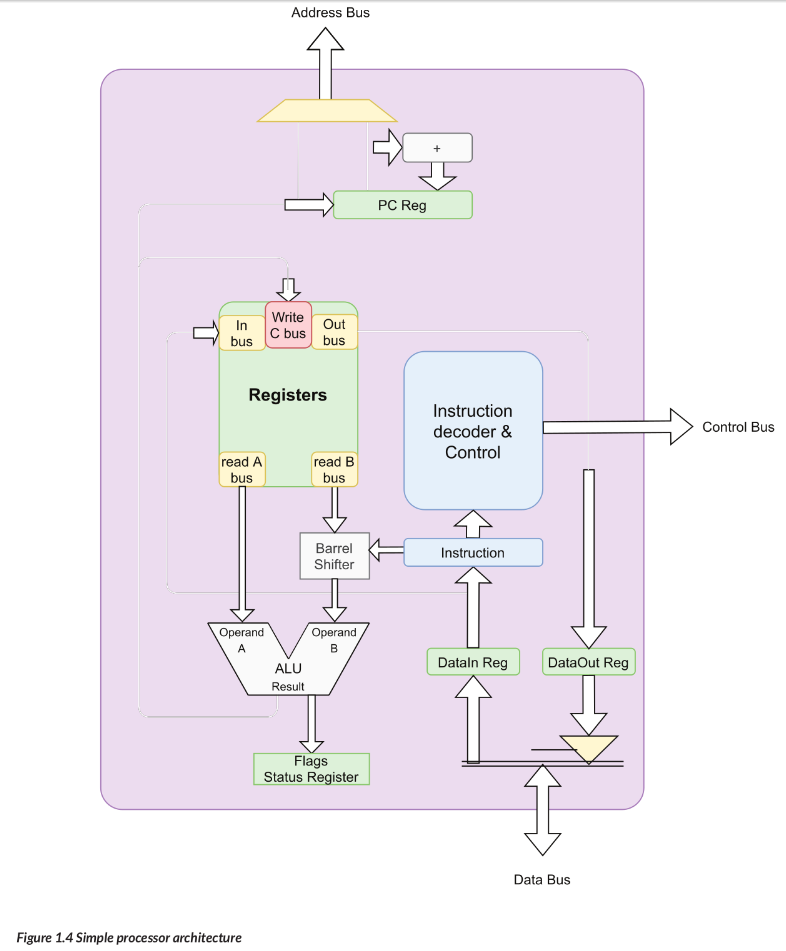 Address Bus
+
PC Reg
In
bus
Write
C bus
Out
bus
Registers
Instruction
decoder &
Control
Control Bus
read A
bus
read B
bus
Barrel
Shifter
Instruction
Operand
A
Operand
B
ALU
Result
DataIn Reg
DataOut Reg
Flags
Status Register
Data Bus
Figure 1.4 Simple processor architecture